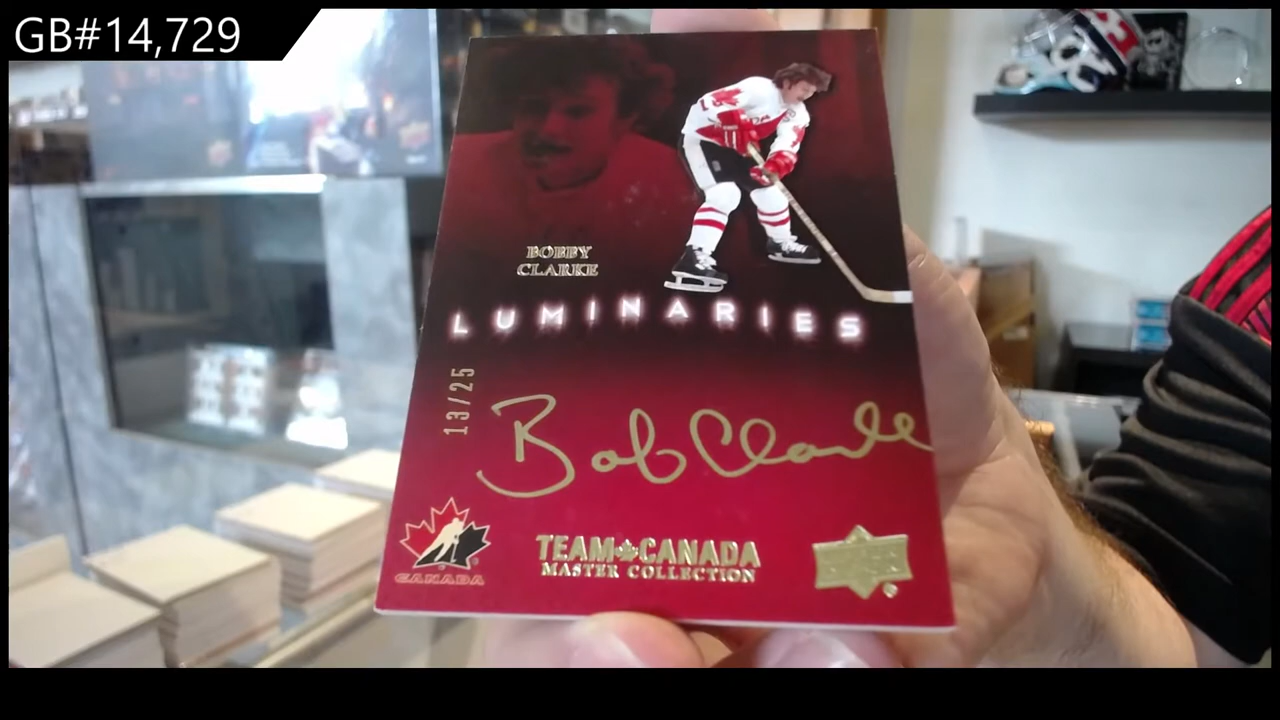 GB#14,729
BOBBY
CLARKE
LUMINARIES
13/25
Bob Clarke
CANADA
TEAM CANADA
MASTER COLLECTION